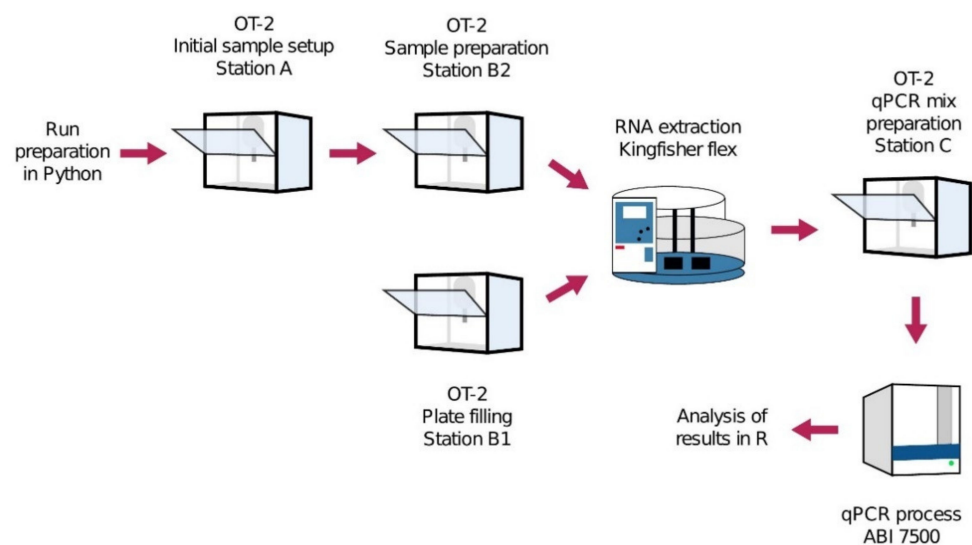 OT-2
Initial sample setup
Station A
OT-2
Sample preparation
Station B2
OT-2
qPCR mix
preparation
Station C
Run
preparation
in Python
RNA extraction
Kingfisher flex
OT-2
Plate filling
Station B1
Analysis of
results in R
qPCR process
ABI 7500